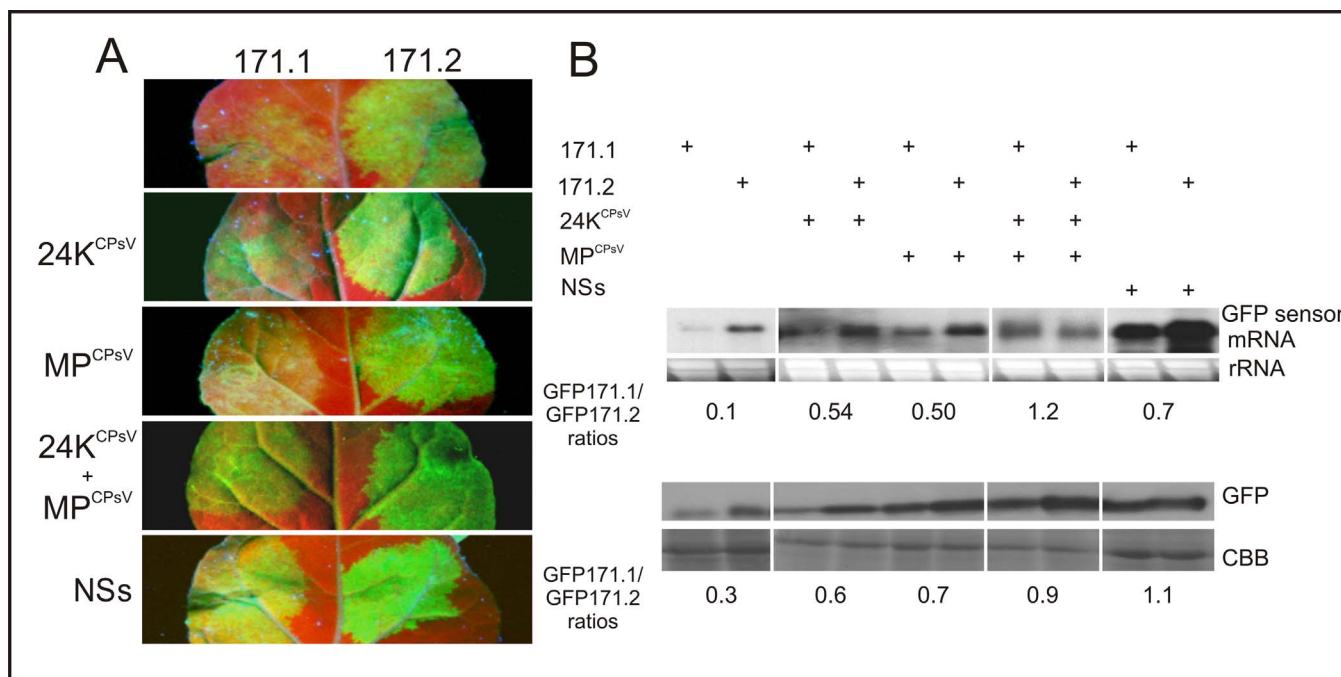 A
171.1 171.2
24K^CPsV
MP^CPsV
24K^CPsV
+
MP^CPsV
NSs
B
171.1 + + + + +
171.2 + + + + +
24K^CPsV + + + +
MP^CPsV + + + +
NSs + +
GFP sensor
mRNA
rRNA
GFP171.1/
GFP171.2
ratios
0.1 0.54 0.50 1.2 0.7
GFP
CBB
GFP171.1/
GFP171.2
ratios
0.3 0.6 0.7 0.9 1.1